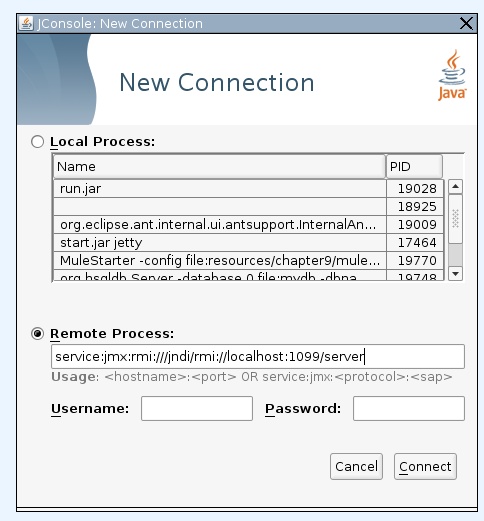 JConsole: New Connection
New Connection
Java
Local Process:
Name PID
run.jar 19028
18925
org.eclipse.ant.internal.ui.antsupport.InternalAn... 19009
start.jar jetty 17464
MuleStarter -config file:resources/chapter9/mule... 19770
org.hsqldb.Server -database.0 file:mydb -dbna... 19748
Remote Process:
service:jmx:rmi:///jndi/rmi://localhost:1099/server
Usage: <hostname>:<port> OR service:jmx:<protocol>:<sap>
Username: Password:
Cancel Connect